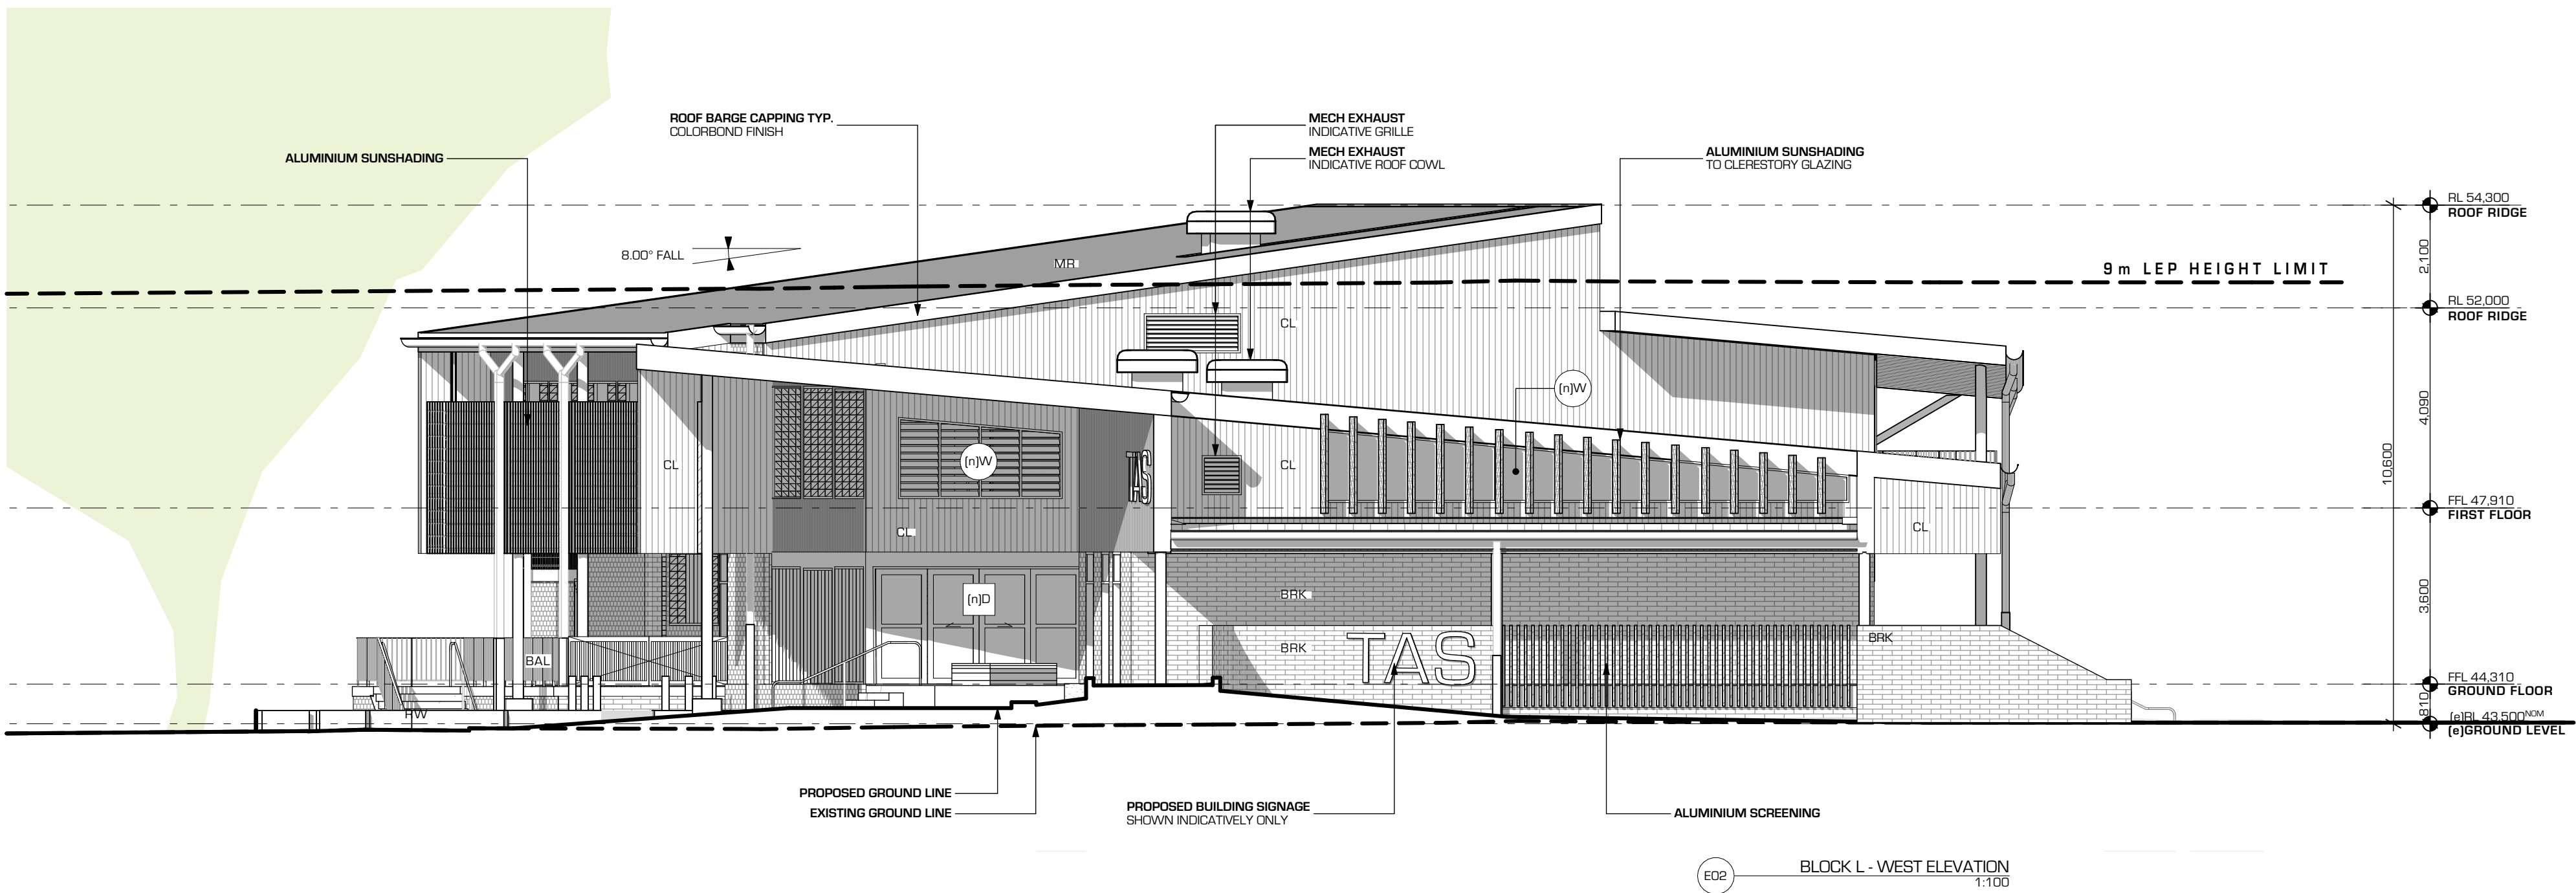 ROOF BARGE CAPPING TYP.
COLORBOND FINISH
MECH EXHAUST
INDICATIVE GRILLE
MECH EXHAUST
INDICATIVE ROOF COWL
ALUMINIUM SUNSHADING
ALUMINIUM SUNSHADING
TO CLERESTORY GLAZING
RL 54,300
ROOF RIDGE
8.00° FALL
MR
2,100
9m LEP HEIGHT LIMIT
RL 52,000
ROOF RIDGE
CL
(n)W
4,090
10,600
CL
(n)W
TAS
CL
CL
FFL 47,910
FIRST FLOOR
CL
(n)D
BRK
3,600
BAL
BRK
TAS
BRK
FFL 44,310
GROUND FLOOR
RW
810
(e)RL 43,500NOM
(e)GROUND LEVEL
PROPOSED GROUND LINE
EXISTING GROUND LINE
PROPOSED BUILDING SIGNAGE
SHOWN INDICATIVELY ONLY
ALUMINIUM SCREENING
E02
BLOCK L - WEST ELEVATION
1:100